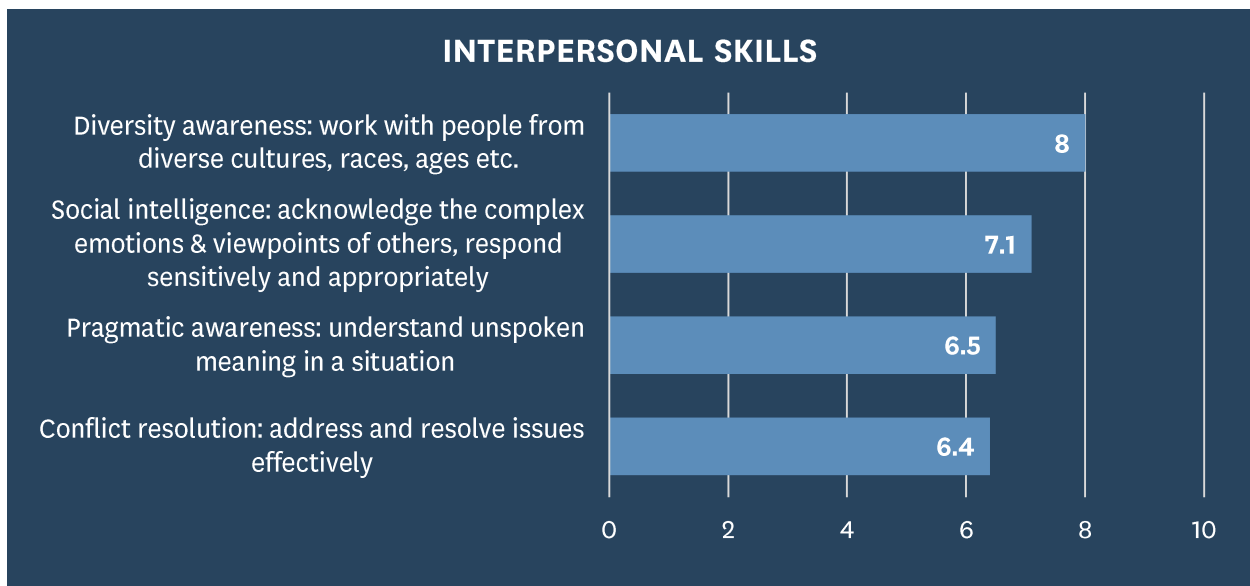 INTERPERSONAL SKILLS
Diversity awareness: work with people from
diverse cultures, races, ages etc.
8
Social intelligence: acknowledge the complex
emotions & viewpoints of others, respond
sensitively and appropriately
7.1
Pragmatic awareness: understand unspoken
meaning in a situation
6.5
Conflict resolution: address and resolve issues
effectively
6.4
0 2 4 6 8 10